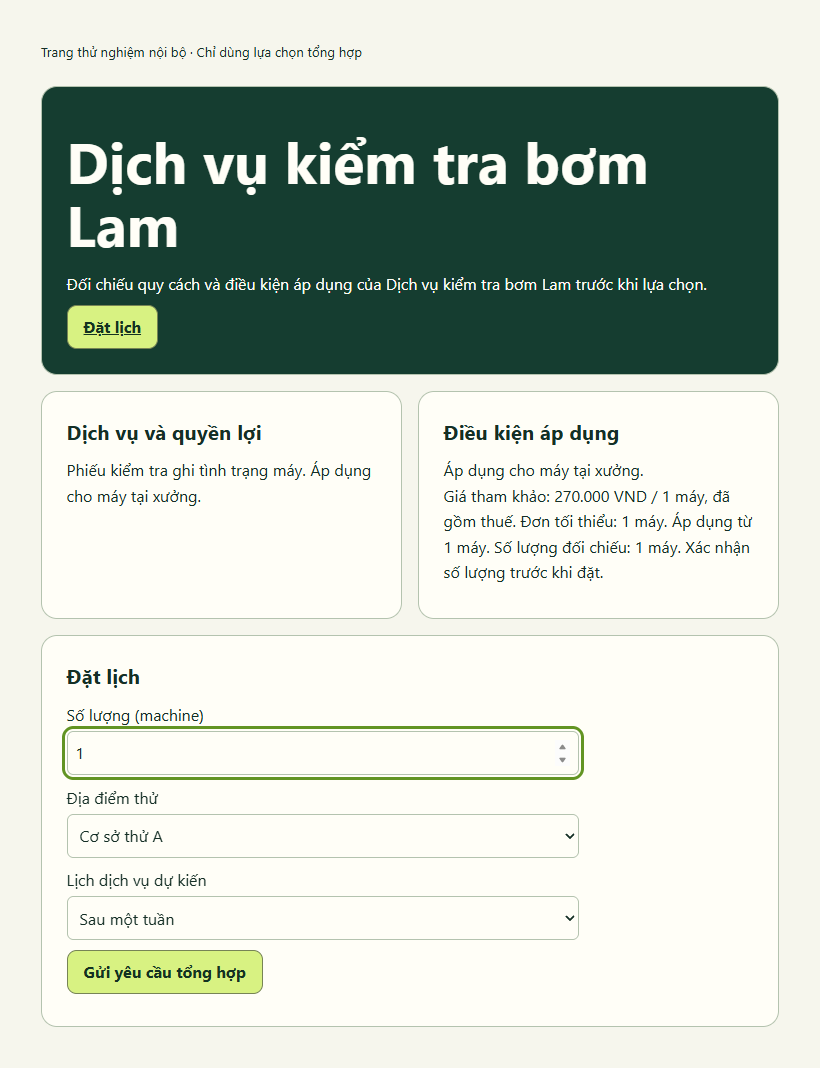 Trang thử nghiệm nội bộ · Chỉ dùng lựa chọn tổng hợp
Dịch vụ kiểm tra bơm
Lam
Đối chiếu quy cách và điều kiện áp dụng của Dịch vụ kiểm tra bơm Lam trước khi lựa chọn.
Đặt lịch
Dịch vụ và quyền lợi
Phiếu kiểm tra ghi tình trạng máy. Áp dụng
cho máy tại xưởng.
Điều kiện áp dụng
Áp dụng cho máy tại xưởng.
Giá tham khảo: 270.000 VND / 1 máy, đã
gồm thuế. Đơn tối thiểu: 1 máy. Áp dụng từ
1 máy. Số lượng đối chiếu: 1 máy. Xác nhận
số lượng trước khi đặt.
Đặt lịch
Số lượng (machine)
1
Địa điểm thử
Cơ sở thử A
Lịch dịch vụ dự kiến
Sau một tuần
Gửi yêu cầu tổng hợp